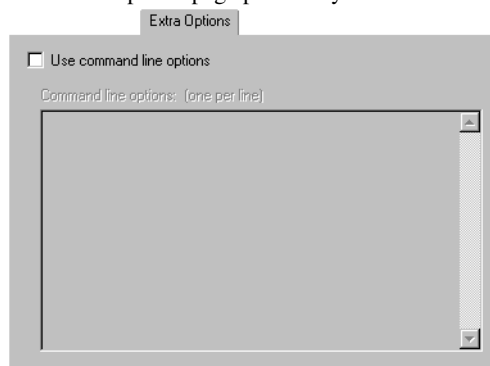 Extra Options
Use command line options
Command line options: (one per line)